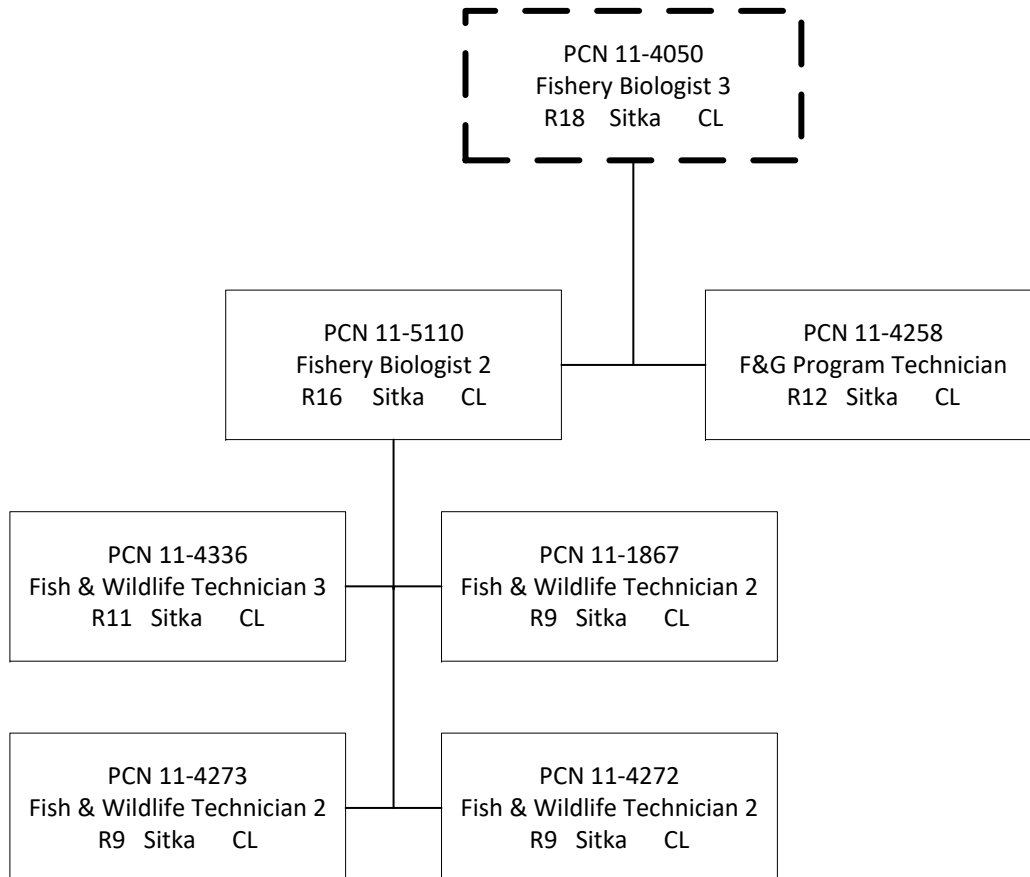 PCN 11-4050
Fishery Biologist 3
R18 Sitka CL
PCN 11-5110
Fishery Biologist 2
R16 Sitka CL
PCN 11-4258
F&G Program Technician
R12 Sitka CL
PCN 11-4336
Fish & Wildlife Technician 3
R11 Sitka CL
PCN 11-1867
Fish & Wildlife Technician 2
R9 Sitka CL
PCN 11-4273
Fish & Wildlife Technician 2
R9 Sitka CL
PCN 11-4272
Fish & Wildlife Technician 2
R9 Sitka CL